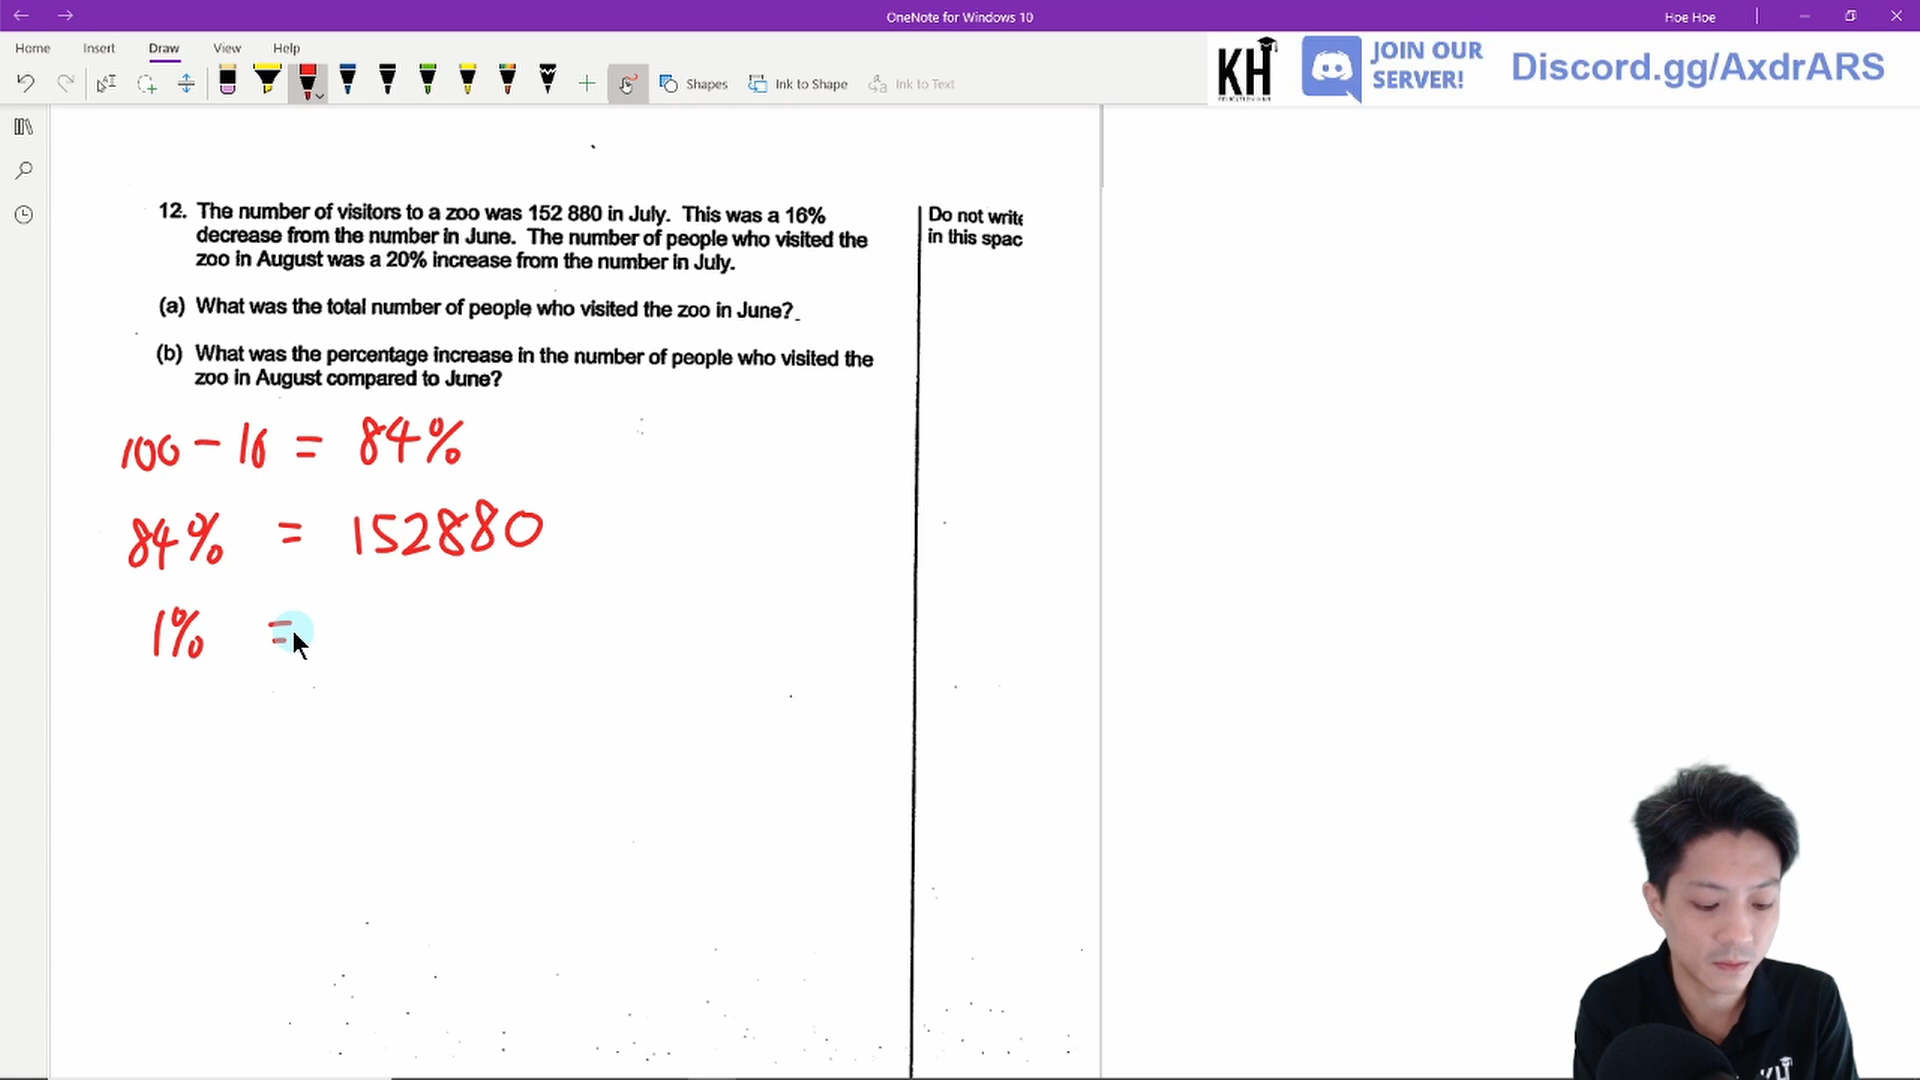 OneNote for Windows 10
Hoe Hoe
Home Insert Draw View Help
Shapes Ink to Shape Ink to Text
KH
JOIN OUR
SERVER!
Discord.gg/AxdrARS
12. The number of visitors to a zoo was 152 880 in July. This was a 16%
decrease from the number in June. The number of people who visited the
zoo in August was a 20% increase from the number in July.
Do not write
in this spac
(a) What was the total number of people who visited the zoo in June?
(b) What was the percentage increase in the number of people who visited the
zoo in August compared to June?
100 - 16 = 84%
84% = 152880
1% =
KH